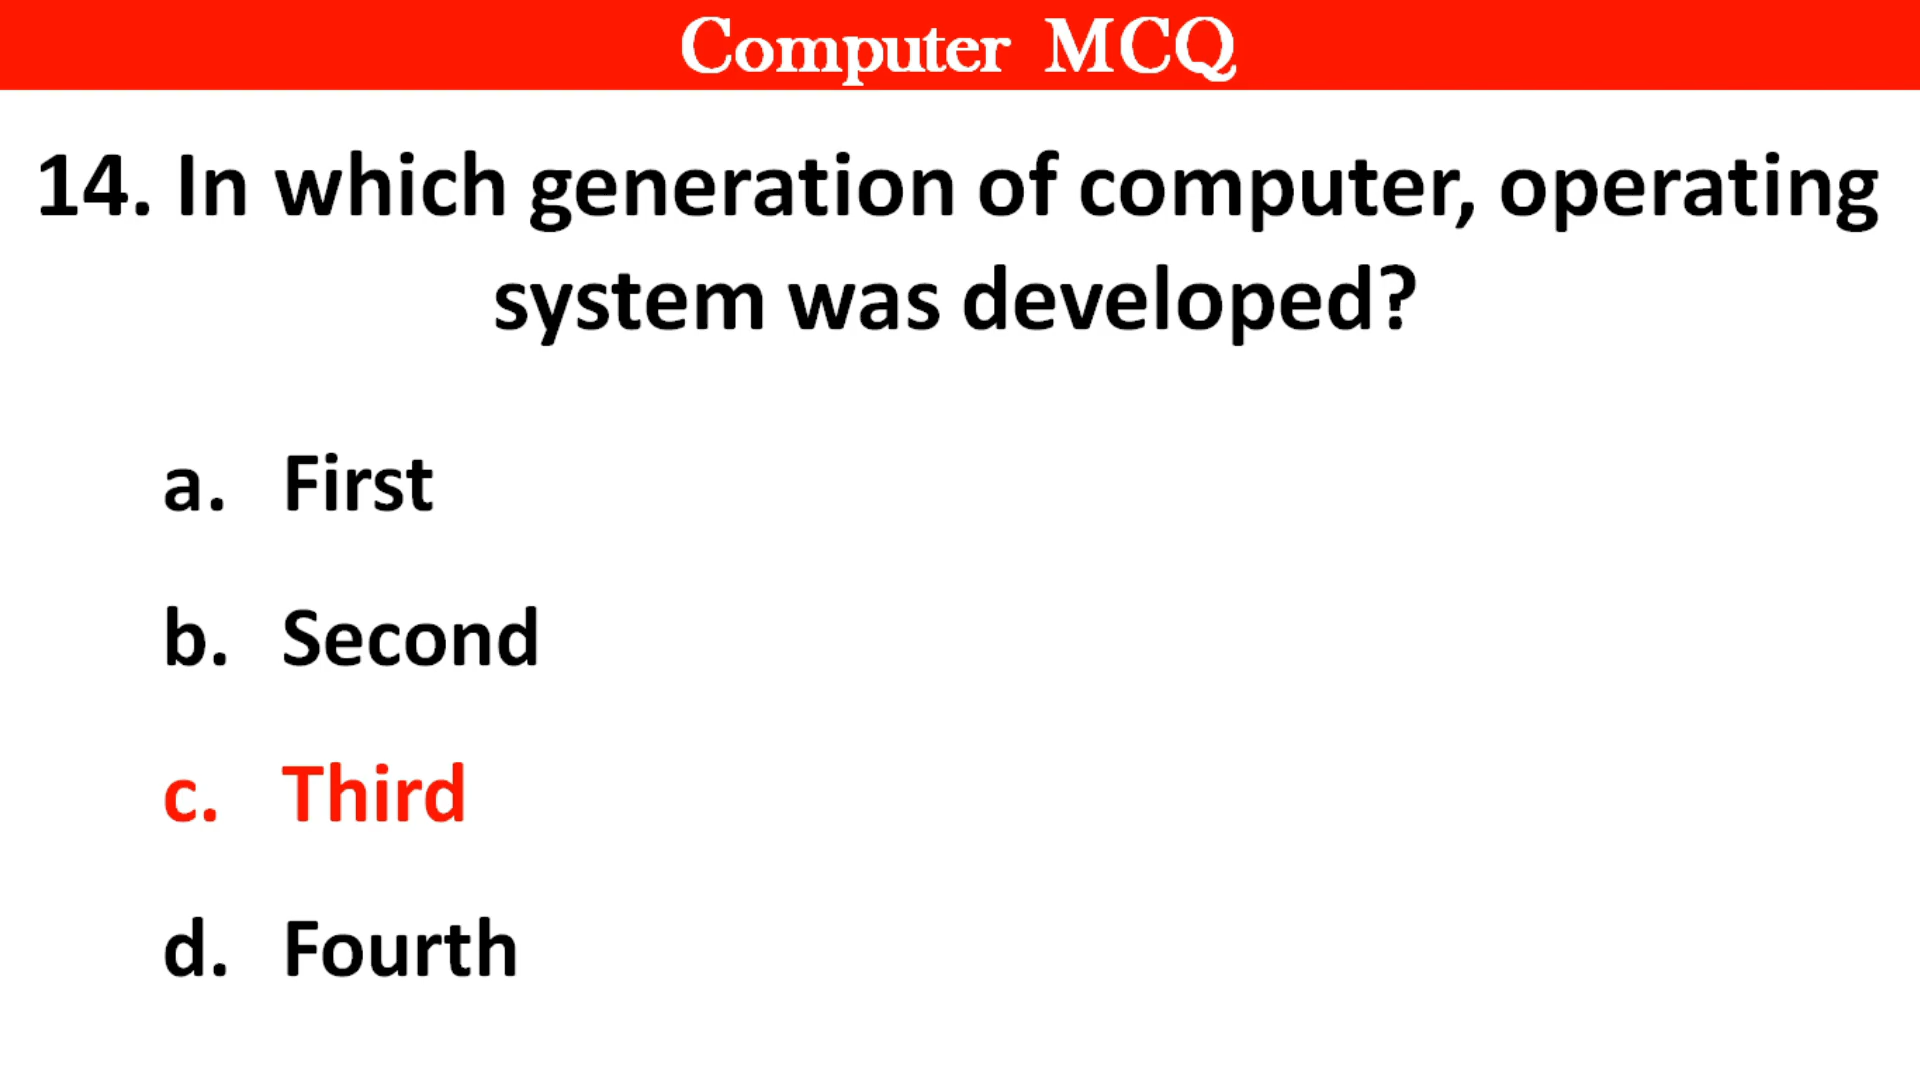 Computer MCQ
14. In which generation of computer, operating
system was developed?
a. First
b. Second
c. Third
d. Fourth